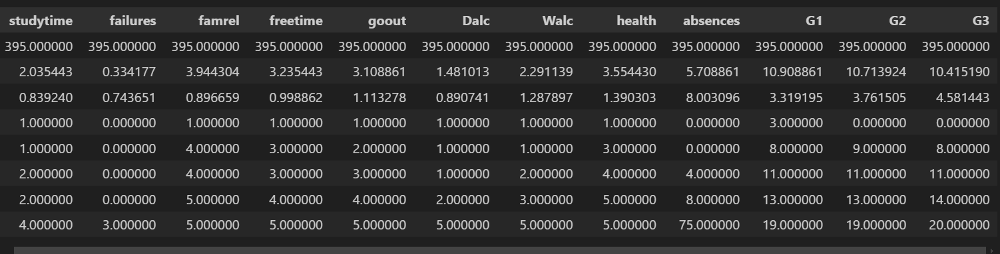 studytime failures famrel freetime goout Dalc Walc health absences G1 G2 G3
395.000000 395.000000 395.000000 395.000000 395.000000 395.000000 395.000000 395.000000 395.000000 395.000000 395.000000 395.000000
2.035443 0.334177 3.944304 3.235443 3.108861 1.481013 2.291139 3.554430 5.708861 10.908861 10.713924 10.415190
0.839240 0.743651 0.896659 0.998862 1.113278 0.890741 1.287897 1.390303 8.003096 3.319195 3.761505 4.581443
1.000000 0.000000 1.000000 1.000000 1.000000 1.000000 1.000000 1.000000 0.000000 3.000000 0.000000 0.000000
1.000000 0.000000 4.000000 3.000000 2.000000 1.000000 1.000000 3.000000 0.000000 8.000000 9.000000 8.000000
2.000000 0.000000 4.000000 3.000000 3.000000 1.000000 2.000000 4.000000 4.000000 11.000000 11.000000 11.000000
2.000000 0.000000 5.000000 4.000000 4.000000 2.000000 3.000000 5.000000 8.000000 13.000000 13.000000 14.000000
4.000000 3.000000 5.000000 5.000000 5.000000 5.000000 5.000000 5.000000 75.000000 19.000000 19.000000 20.000000